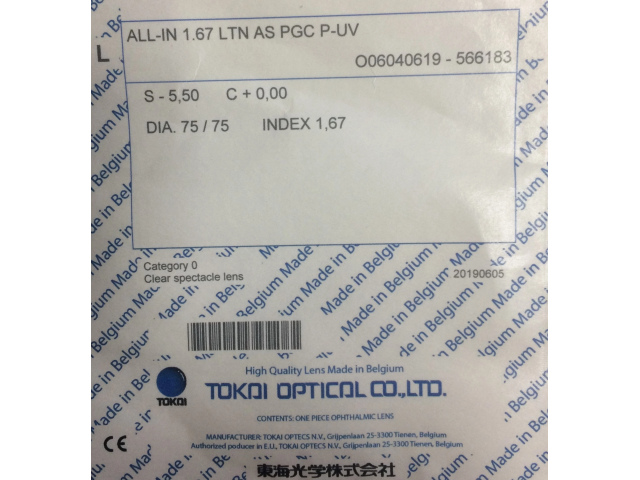 L
ALL-IN 1.67 LTN AS PGC P-UV
O06040619 - 566183
S - 5,50 C + 0,00
DIA. 75 / 75 INDEX 1,67
Category 0
Clear spectacle lens
20190605
High Quality Lens Made in Belgium
TOKAI OPTICAL CO.,LTD.
TOKAI
CONTENTS: ONE PIECE OPHTHALMIC LENS
MANUFACTURER: TOKAI OPTECS N.V., Grijpenlaan 25-3300 Tienen, Belgium
Authorized porducer in E.U., TOKAI OPTECS N.V., Grijpenlaan 25-3300 Tienen, Belgium
CE
東海光学株式会社
Made in Belgium